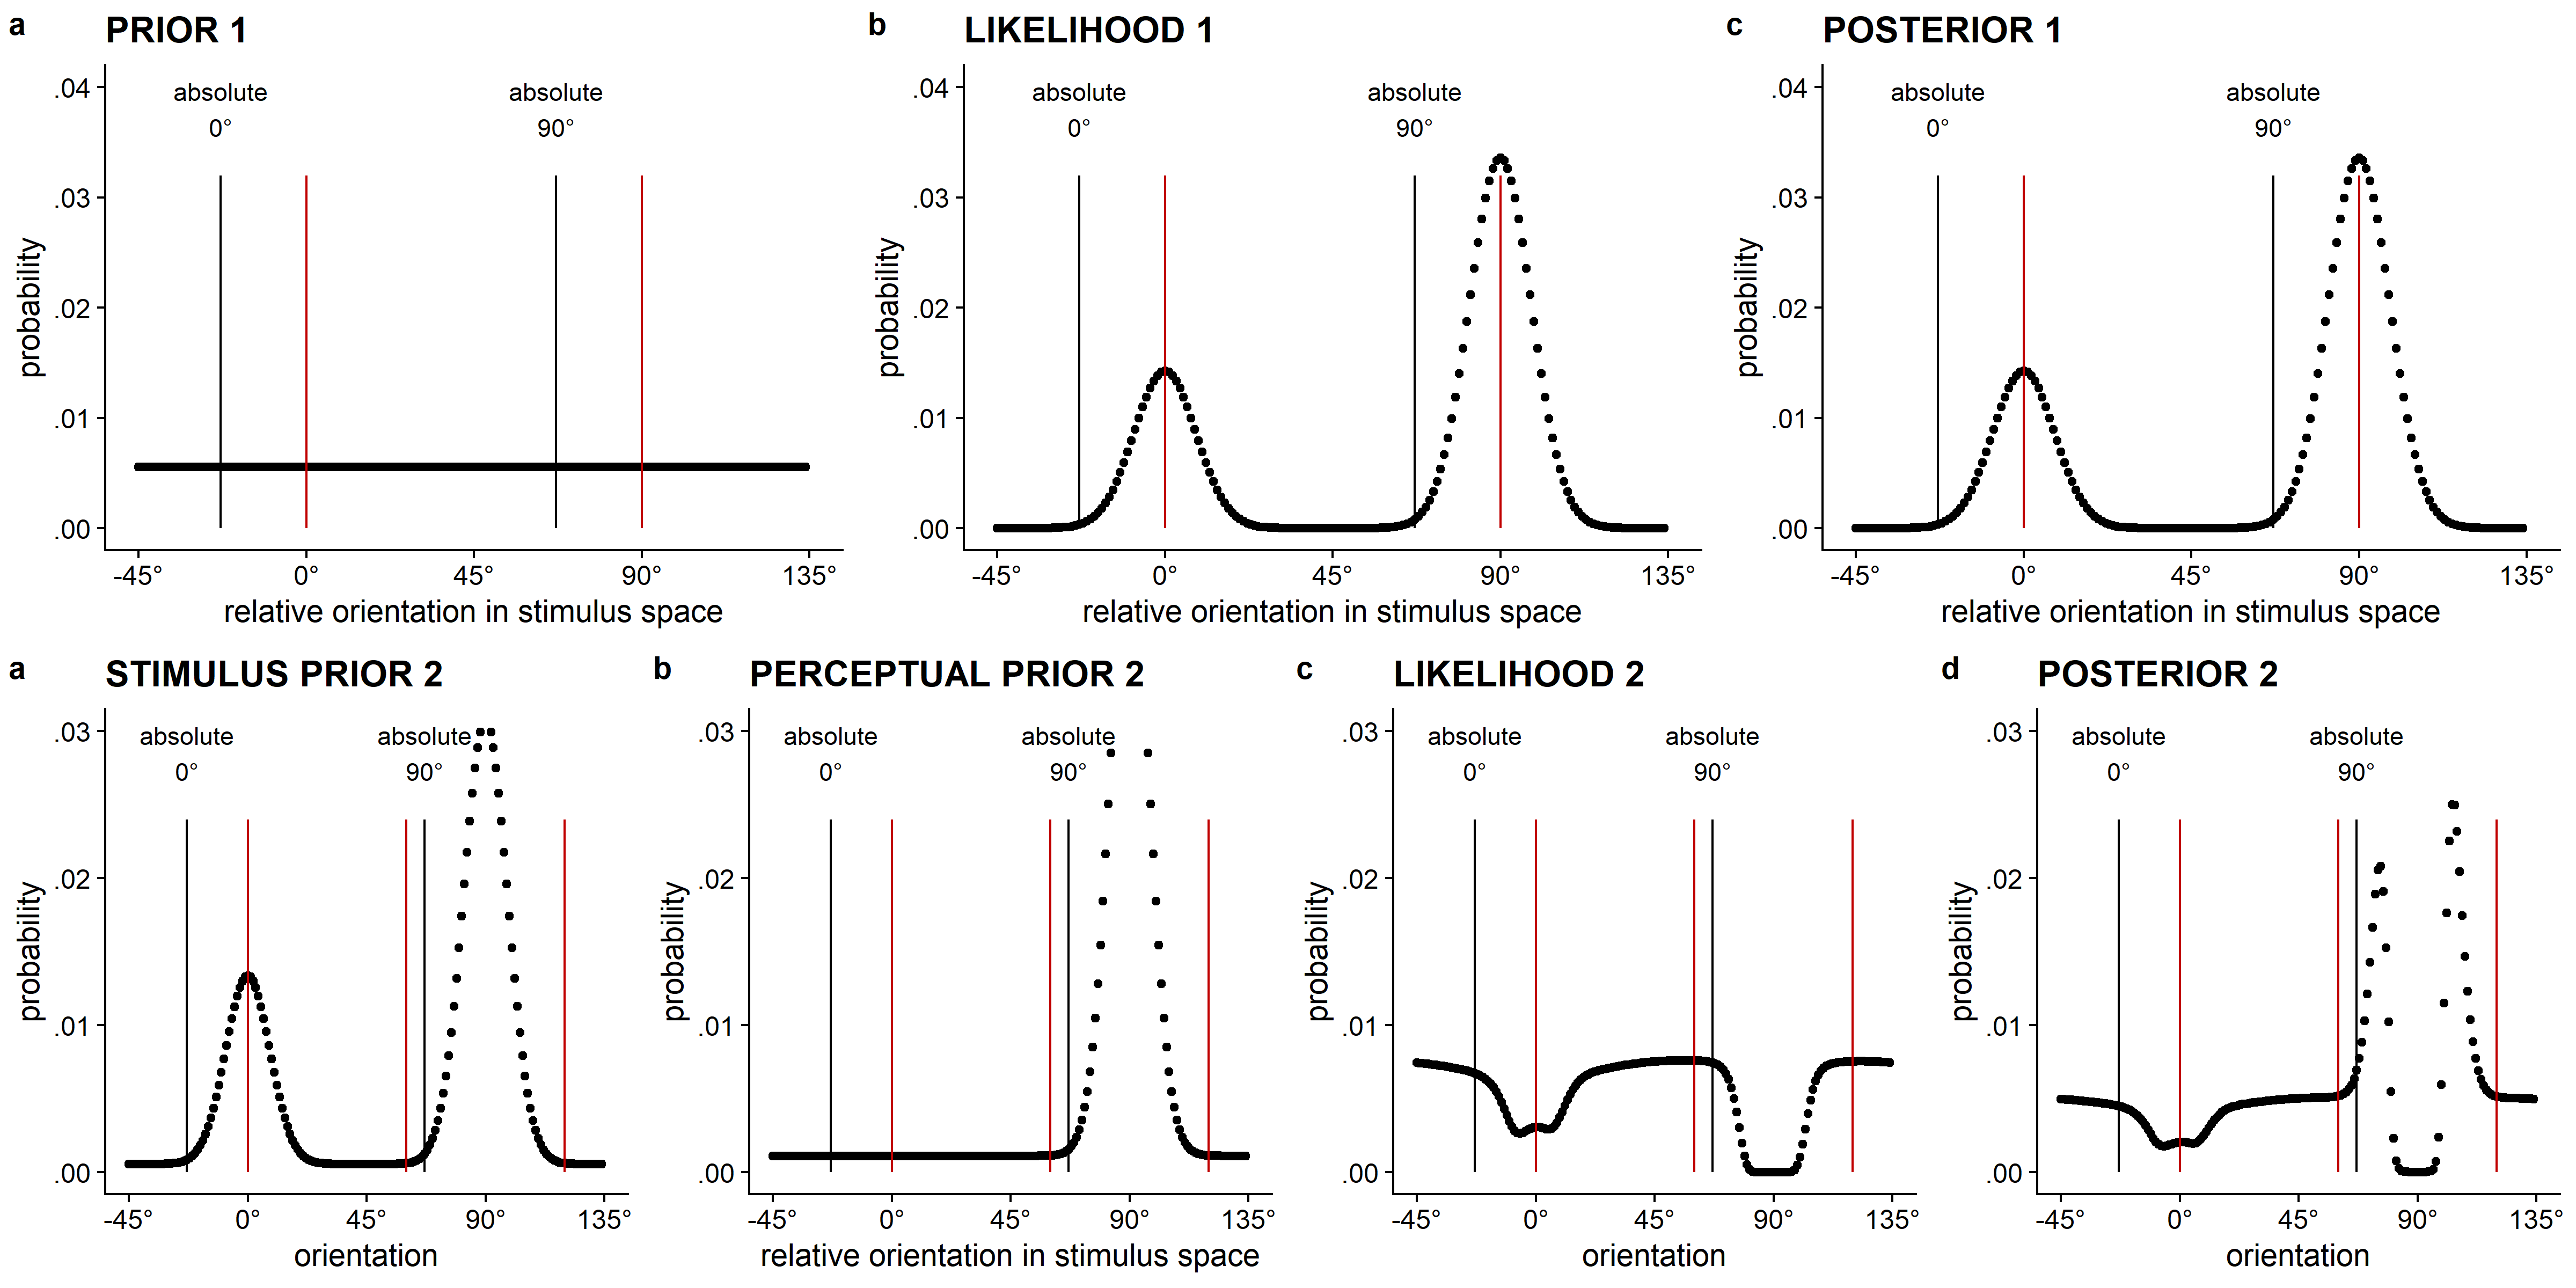 a PRIOR 1
.04
.03
.02
.01
.00
probability
absolute
0°
absolute
90°
-45° 0° 45° 90° 135°
relative orientation in stimulus space
b LIKELIHOOD 1
.04
.03
.02
.01
.00
probability
absolute
0°
absolute
90°
-45° 0° 45° 90° 135°
relative orientation in stimulus space
c POSTERIOR 1
.04
.03
.02
.01
.00
probability
absolute
0°
absolute
90°
-45° 0° 45° 90° 135°
relative orientation in stimulus space
a STIMULUS PRIOR 2
.03
.02
.01
.00
probability
absolute
0°
absolute
90°
-45° 0° 45° 90° 135°
orientation
b PERCEPTUAL PRIOR 2
.03
.02
.01
.00
probability
absolute
0°
absolute
90°
-45° 0° 45° 90° 135°
relative orientation in stimulus space
c LIKELIHOOD 2
.03
.02
.01
.00
probability
absolute
0°
absolute
90°
-45° 0° 45° 90° 135°
orientation
d POSTERIOR 2
.03
.02
.01
.00
probability
absolute
0°
absolute
90°
-45° 0° 45° 90° 135°
orientation